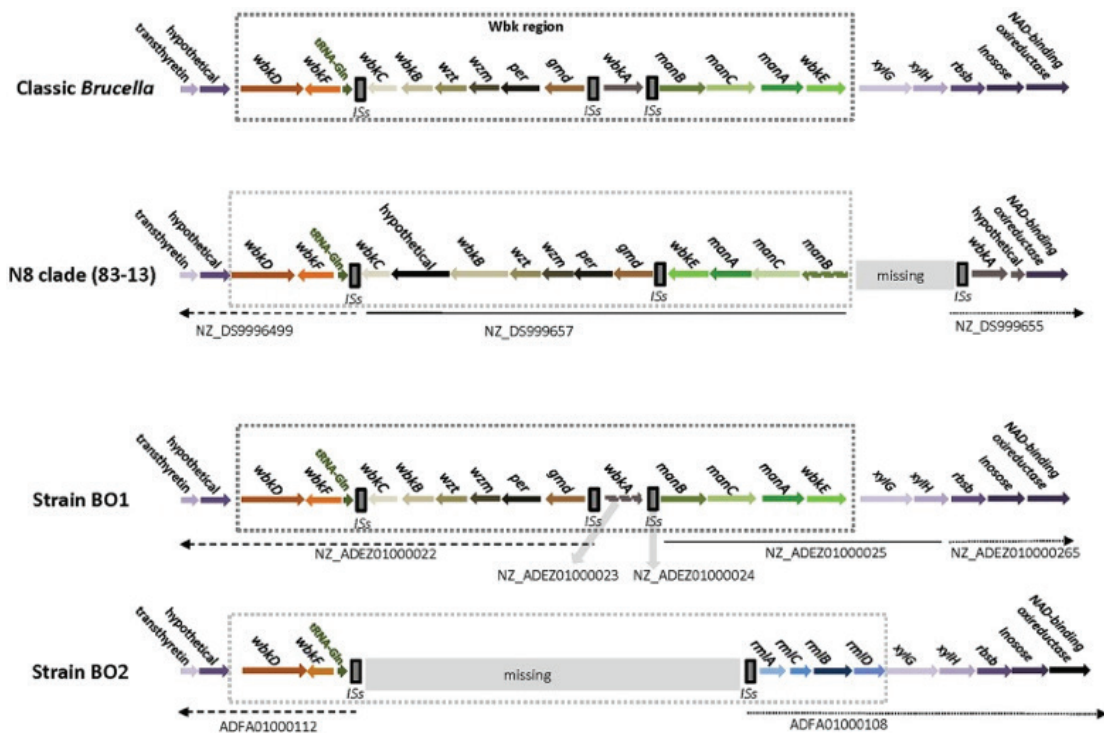 Wbk region
Classic Brucella
transthyretin hypothetical wbkD wbkF tRNA-Gln wbkC wbkB wzt wzm per gmd wbkA manB manC manA wbkE xylG xylH rbsb Inosose oxireductase NAD-binding
ISs ISs ISs
N8 clade (83-13)
transthyretin hypothetical wbkD wbkF tRNA-Gln wbkC hypothetical wbkB wzt wzm per gmd wbkE manA manC manB missing wbkA hypothetical oxireductase NAD-binding
ISs ISs ISs
NZ_DS9996499 NZ_DS999657 NZ_DS999655
Strain BO1
transthyretin hypothetical wbkD wbkF tRNA-Gln wbkC wbkB wzt wzm per gmd wbkA manB manC manA wbkE xylG xylH rbsb Inosose oxireductase NAD-binding
ISs ISs ISs
NZ_ADEZ01000022 NZ_ADEZ01000025 NZ_ADEZ010000265
NZ_ADEZ01000023 NZ_ADEZ01000024
Strain BO2
transthyretin hypothetical wbkD wbkF tRNA-Gln missing rmlA rmlC rmlB rmlD xylG xylH rbsb Inosose oxireductase NAD-binding
ISs ISs
ADFA01000112 ADFA01000108